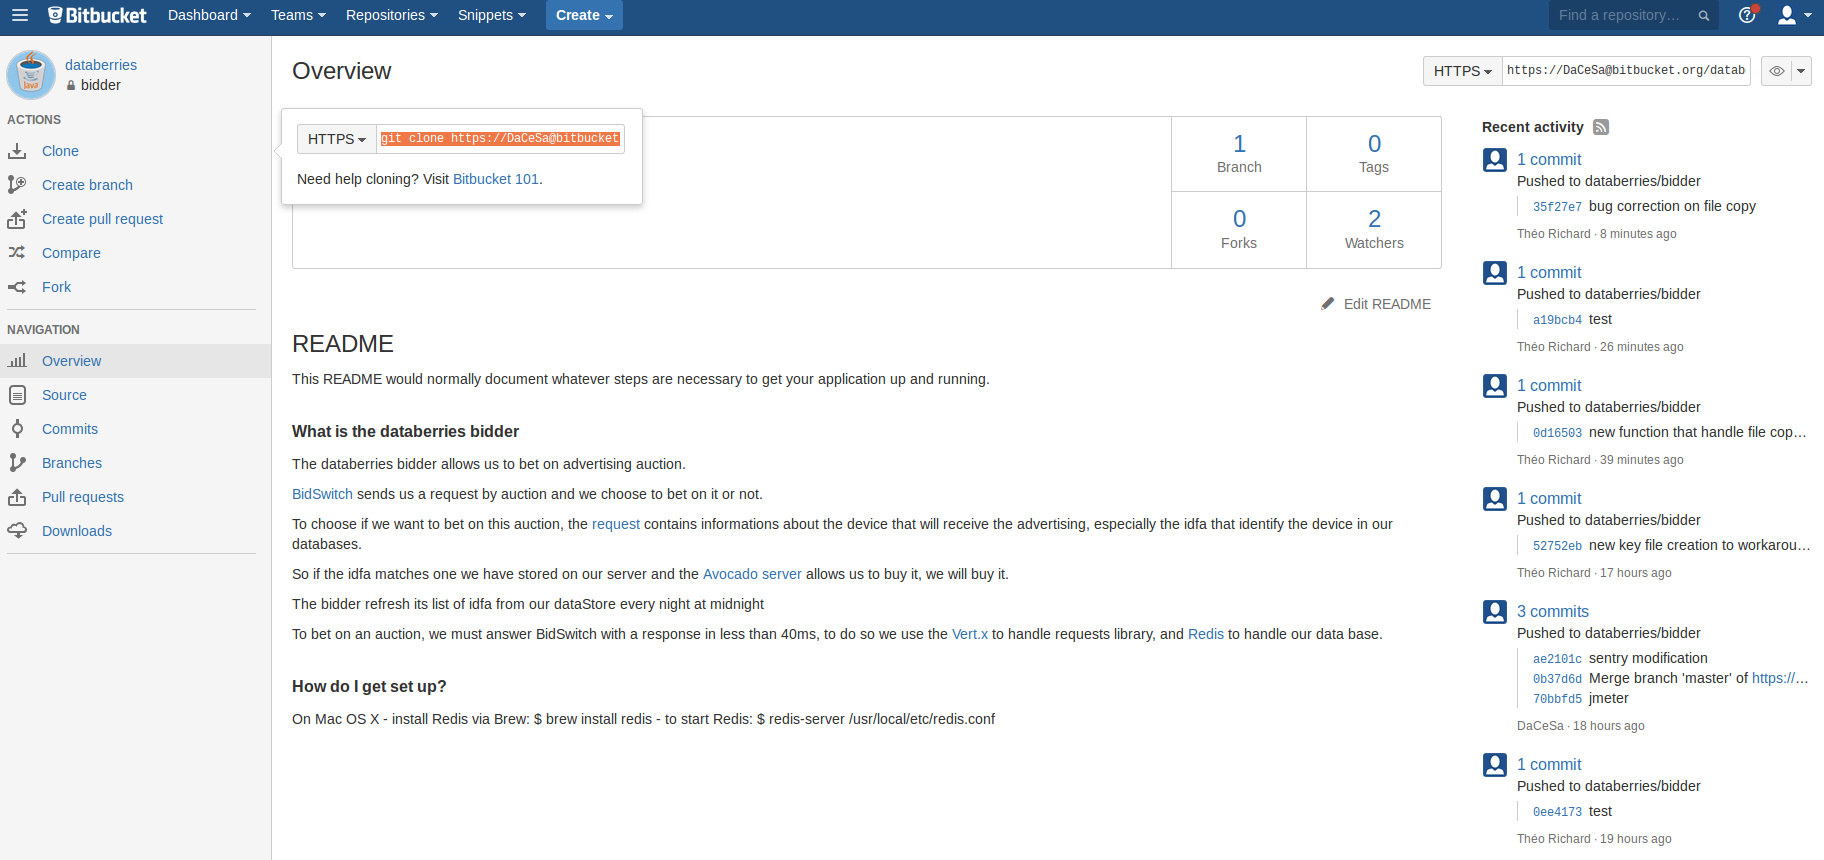 Bitbucket Dashboard Teams Repositories Snippets Create Find a repository…
databerries
bidder
ACTIONS
Clone
Create branch
Create pull request
Compare
Fork
NAVIGATION
Overview
Source
Commits
Branches
Pull requests
Downloads
Overview
HTTPS https://DaCeSa@bitbucket.org/datab
HTTPS git clone https://DaCeSa@bitbucket
Need help cloning? Visit Bitbucket 101.
1
Branch
0
Tags
0
Forks
2
Watchers
Edit README
README
This README would normally document whatever steps are necessary to get your application up and running.
What is the databerries bidder
The databerries bidder allows us to bet on advertising auction.
BidSwitch sends us a request by auction and we choose to bet on it or not.
To choose if we want to bet on this auction, the request contains informations about the device that will receive the advertising, especially the idfa that identify the device in our
databases.
So if the idfa matches one we have stored on our server and the Avocado server allows us to buy it, we will buy it.
The bidder refresh its list of idfa from our dataStore every night at midnight
To bet on an auction, we must answer BidSwitch with a response in less than 40ms, to do so we use the Vert.x to handle requests library, and Redis to handle our data base.
How do I get set up?
On Mac OS X - install Redis via Brew: $ brew install redis - to start Redis: $ redis-server /usr/local/etc/redis.conf
Recent activity
1 commit
Pushed to databerries/bidder
35f27e7 bug correction on file copy
Théo Richard · 8 minutes ago
1 commit
Pushed to databerries/bidder
a19bcb4 test
Théo Richard · 26 minutes ago
1 commit
Pushed to databerries/bidder
0d16503 new function that handle file cop…
Théo Richard · 39 minutes ago
1 commit
Pushed to databerries/bidder
52752eb new key file creation to workarou…
Théo Richard · 17 hours ago
3 commits
Pushed to databerries/bidder
ae2101c sentry modification
0b37d6d Merge branch 'master' of https://…
70bbfd5 jmeter
DaCeSa · 18 hours ago
1 commit
Pushed to databerries/bidder
0ee4173 test
Théo Richard · 19 hours ago